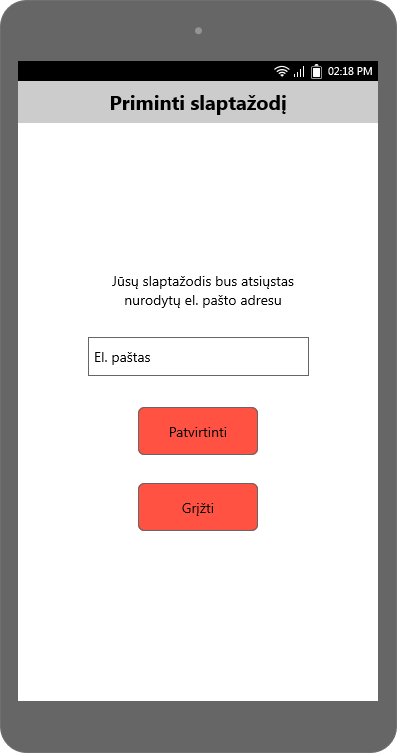 02:18 PM
Priminti slaptažodį
Jūsų slaptažodis bus atsiųstas
nurodytų el. pašto adresu
El. paštas
Patvirtinti
Grįžti